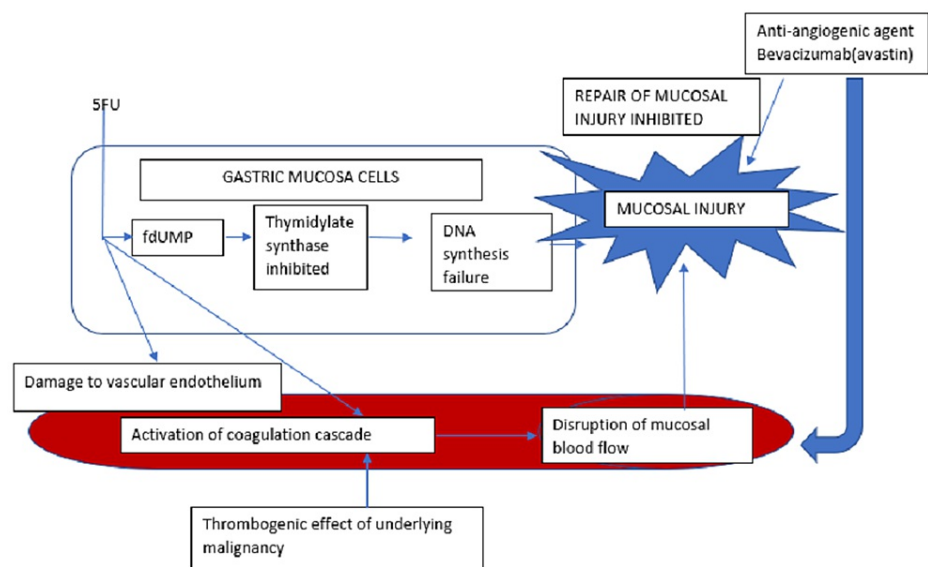 Anti-angiogenic agent
Bevacizumab(avastin)
REPAIR OF MUCOSAL
INJURY INHIBITED
5FU
GASTRIC MUCOSA CELLS
MUCOSAL INJURY
fdUMP
Thymidylate
synthase
inhibited
DNA
synthesis
failure
Damage to vascular endothelium
Activation of coagulation cascade
Disruption of mucosal
blood flow
Thrombogenic effect of underlying
malignancy